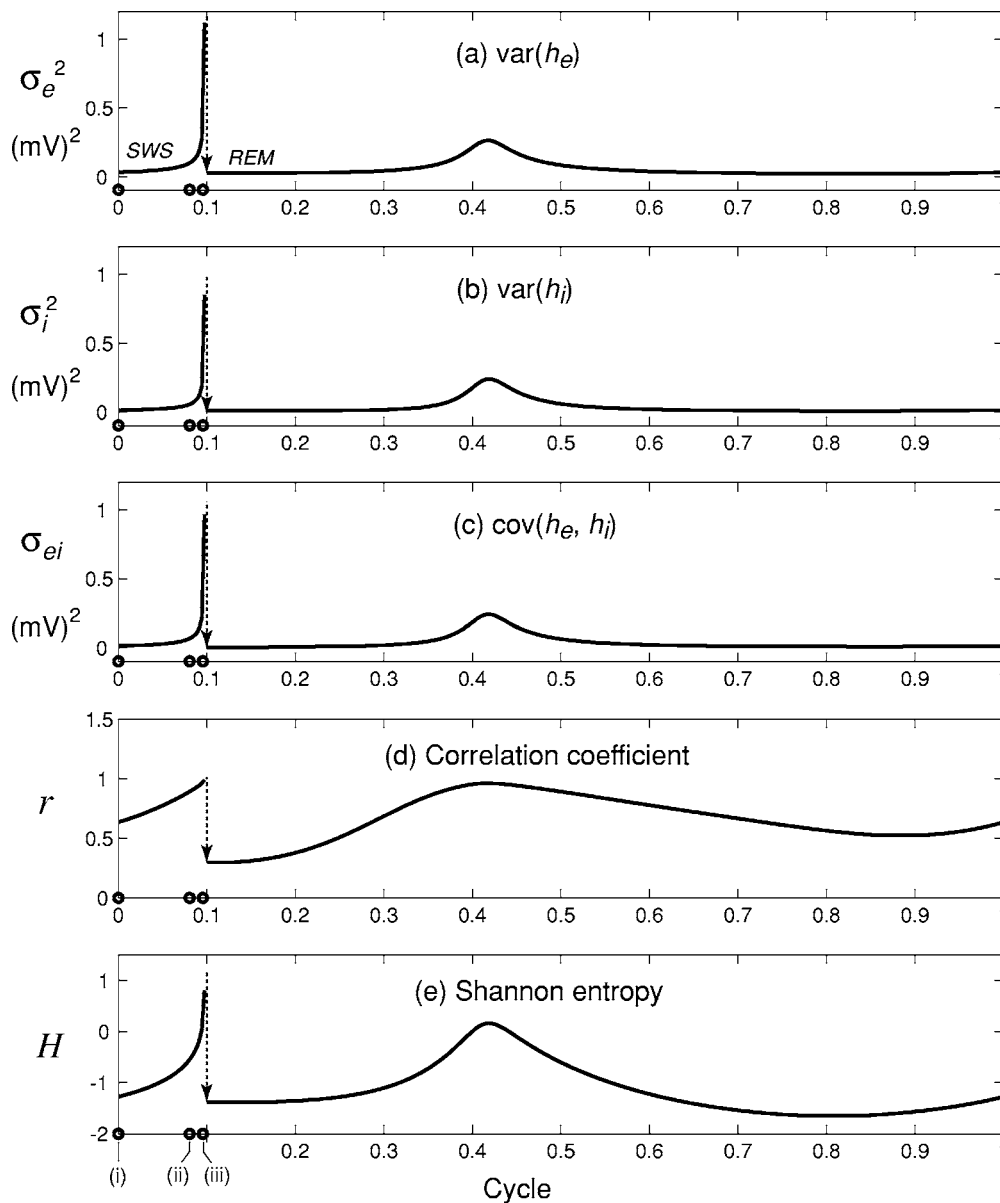 1
(a) var(hₑ)
σₑ²
0.5
(mV)²
SWS
REM
0
0 0.1 0.2 0.3 0.4 0.5 0.6 0.7 0.8 0.9
1
(b) var(hᵢ)
σᵢ²
0.5
(mV)²
0
0 0.1 0.2 0.3 0.4 0.5 0.6 0.7 0.8 0.9
1
(c) cov(hₑ, hᵢ)
σₑᵢ
0.5
(mV)²
0
0 0.1 0.2 0.3 0.4 0.5 0.6 0.7 0.8 0.9
1.5
(d) Correlation coefficient
1
r
0.5
0
0 0.1 0.2 0.3 0.4 0.5 0.6 0.7 0.8 0.9
1
(e) Shannon entropy
0
H
-1
-2
0.2 0.3 0.4 0.5 0.6 0.7 0.8 0.9
(i) (ii) (iii)
Cycle